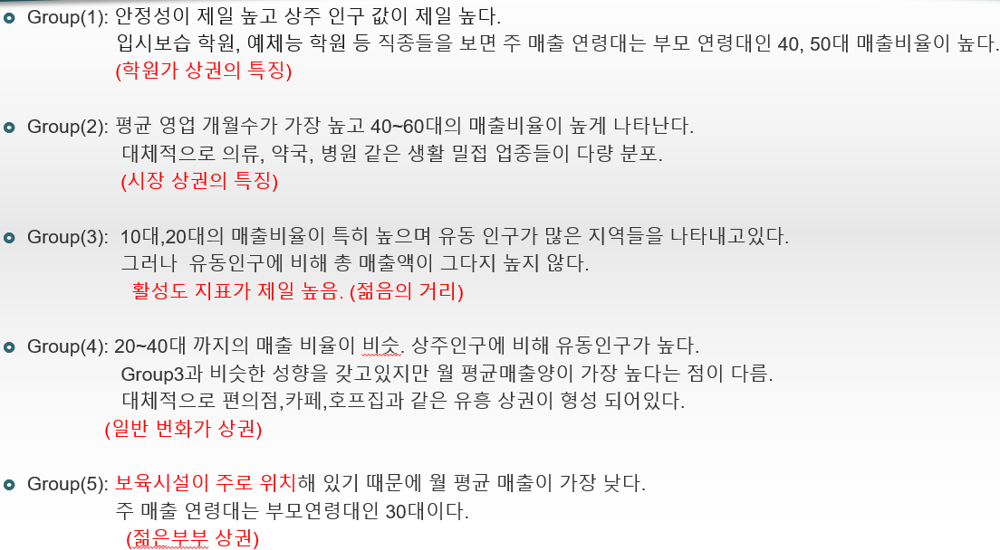 Group(1): 안정성이 제일 높고 상주 인구 값이 제일 높다.
입시보습 학원, 예체능 학원 등 직종들을 보면 주 매출 연령대는 부모 연령대인 40, 50대 매출비율이 높다.
(학원가 상권의 특징)
Group(2): 평균 영업 개월수가 가장 높고 40~60대의 매출비율이 높게 나타난다.
대체적으로 의류, 약국, 병원 같은 생활 밀접 업종들이 다량 분포.
(시장 상권의 특징)
Group(3): 10대,20대의 매출비율이 특히 높으며 유동 인구가 많은 지역들을 나타내고있다.
그러나 유동인구에 비해 총 매출액이 그다지 높지 않다.
활성도 지표가 제일 높음. (젊음의 거리)
Group(4): 20~40대 까지의 매출 비율이 비슷. 상주인구에 비해 유동인구가 높다.
Group3과 비슷한 성향을 갖고있지만 월 평균매출양이 가장 높다는 점이 다름.
대체적으로 편의점,카페,호프집과 같은 유흥 상권이 형성 되어있다.
(일반 번화가 상권)
Group(5): 보육시설이 주로 위치해 있기 때문에 월 평균 매출이 가장 낮다.
주 매출 연령대는 부모연령대인 30대이다.
(젊은부부 상권)